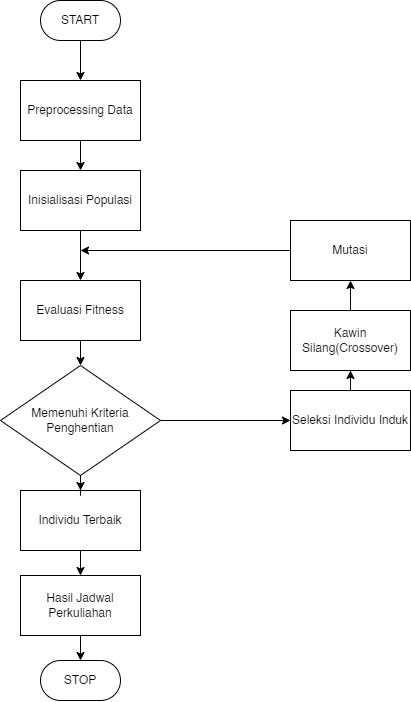 START
Preprocessing Data
Inisialisasi Populasi
Evaluasi Fitness
Memenuhi Kriteria
Penghentian
Seleksi Individu Induk
Kawin
Silang(Crossover)
Mutasi
Individu Terbaik
Hasil Jadwal
Perkuliahan
STOP